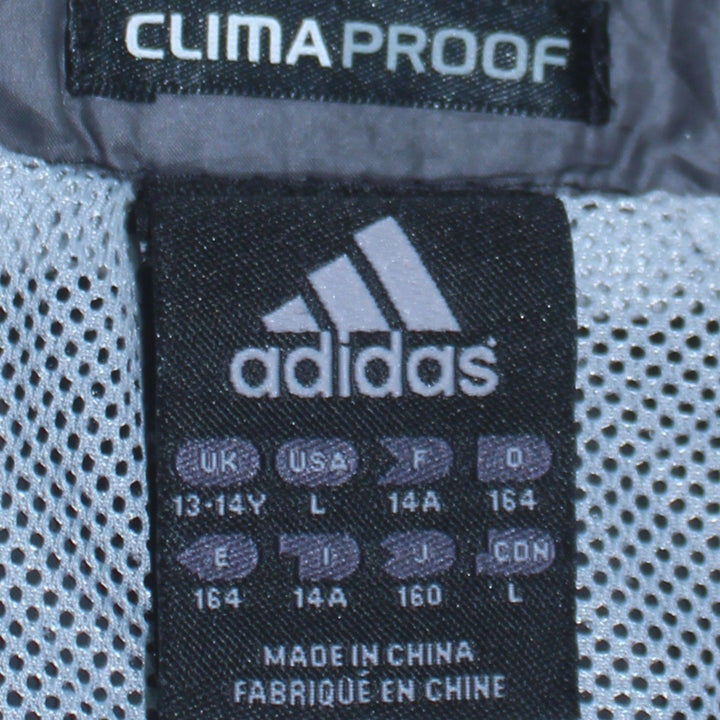 CLIMAPROOF
adidas
UK USA F D
13-14Y L 14A 164
E I J CDN
164 14A 160 L
MADE IN CHINA
FABRIQUÉ EN CHINE